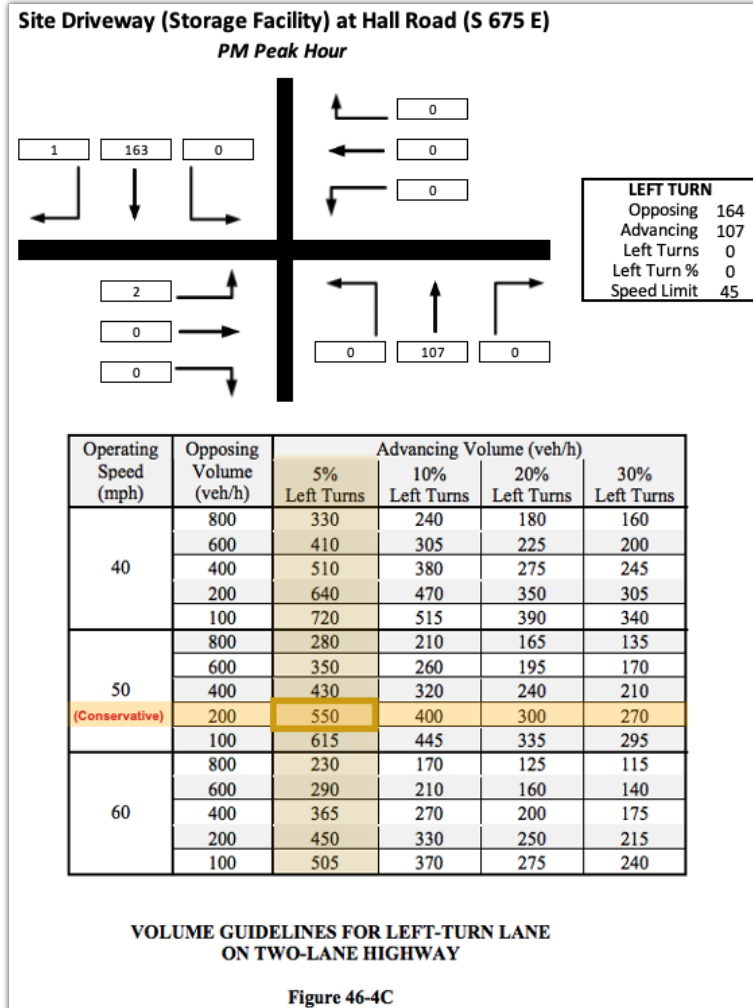 Site Driveway (Storage Facility) at Hall Road (S 675 E)
PM Peak Hour
1 163 0
0
0
0
2
0
0
0 107 0
LEFT TURN
Opposing 164
Advancing 107
Left Turns 0
Left Turn % 0
Speed Limit 45
Operating Speed (mph) Opposing Volume (veh/h) Advancing Volume (veh/h)
5% Left Turns 10% Left Turns 20% Left Turns 30% Left Turns
40 800 330 240 180 160
600 410 305 225 200
400 510 380 275 245
200 640 470 350 305
100 720 515 390 340
50 (Conservative) 800 280 210 165 135
600 350 260 195 170
400 430 320 240 210
200 550 400 300 270
100 615 445 335 295
60 800 230 170 125 115
600 290 210 160 140
400 365 270 200 175
200 450 330 250 215
100 505 370 275 240
VOLUME GUIDELINES FOR LEFT-TURN LANE
ON TWO-LANE HIGHWAY
Figure 46-4C